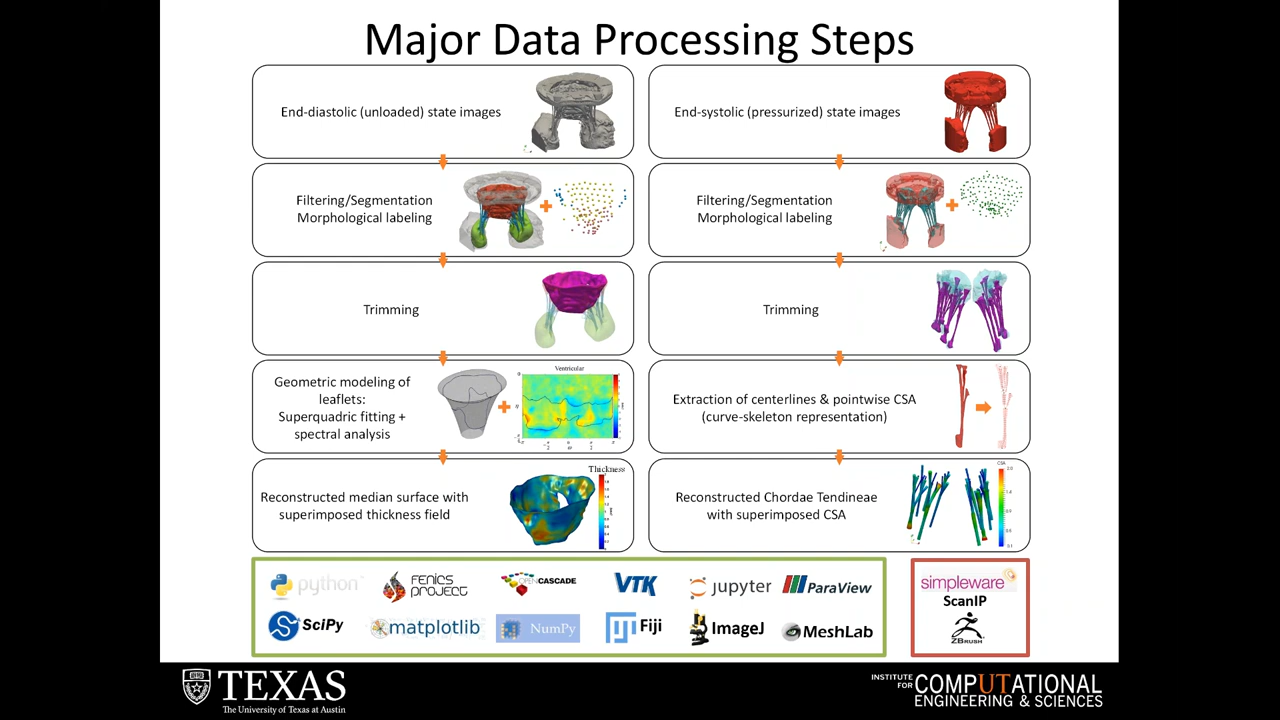 Major Data Processing Steps
End-diastolic (unloaded) state images
End-systolic (pressurized) state images
Filtering/Segmentation
Morphological labeling
Filtering/Segmentation
Morphological labeling
Trimming
Trimming
Geometric modeling of
leaflets:
Superquadric fitting +
spectral analysis
Ventricular
Extraction of centerlines & pointwise CSA
(curve-skeleton representation)
Reconstructed median surface with
superimposed thickness field
Thickness
Reconstructed Chordae Tendineae
with superimposed CSA
CSA
python
FENICS
PROJECT
OPENCASCADE
VTK
jupyter
ParaView
SciPy
matplotlib
NumPy
Fiji
ImageJ
MeshLab
simpleware
ScanIP
ZBRUSH
TEXAS
The University of Texas at Austin
INSTITUTE
FOR
COMPUTATIONAL
ENGINEERING & SCIENCES